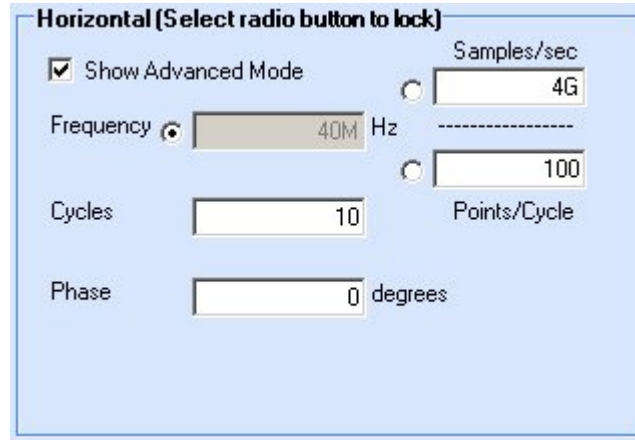 Horizontal (Select radio button to lock)
Show Advanced Mode
Samples/sec
4G
Frequency 40M Hz ----------------
100
Cycles 10 Points/Cycle
Phase 0 degrees